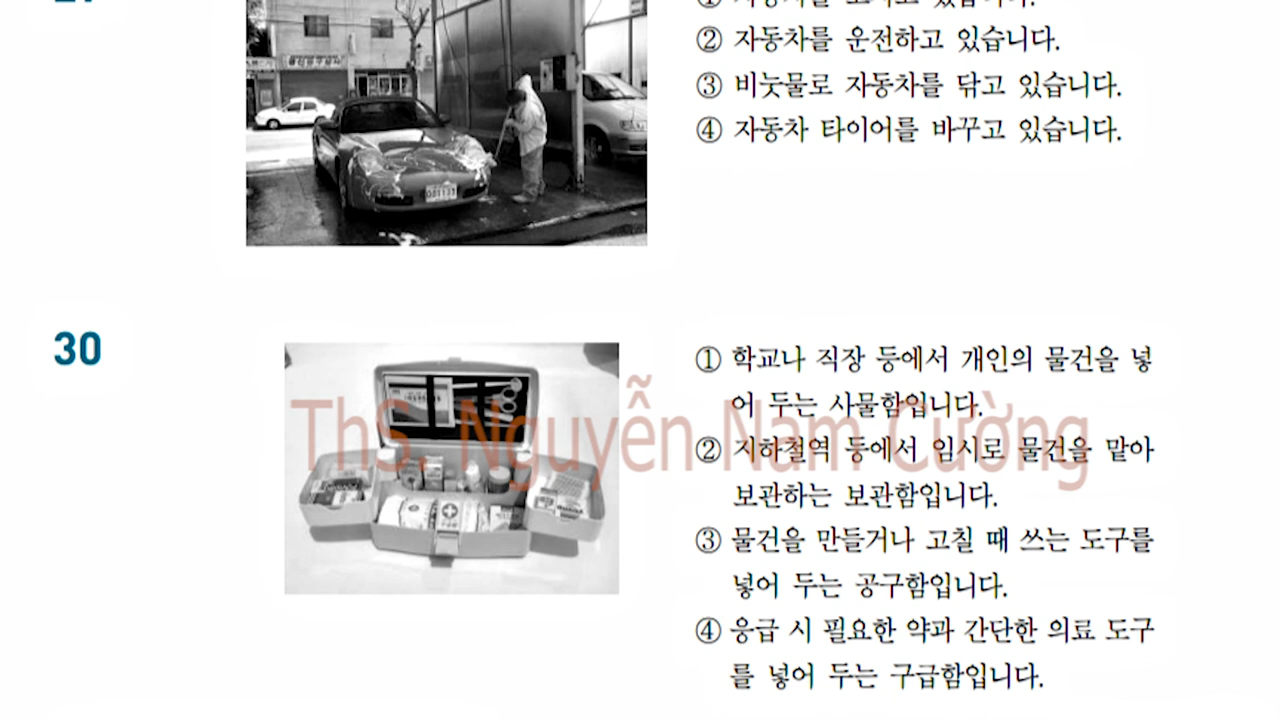 ② 자동차를 운전하고 있습니다.
③ 비눗물로 자동차를 닦고 있습니다.
④ 자동차 타이어를 바꾸고 있습니다.
30
① 학교나 직장 등에서 개인의 물건을 넣
어 두는 사물함입니다.
ThS. Nguyễn Nam Cường
② 지하철역 등에서 임시로 물건을 맡아
보관하는 보관함입니다.
③ 물건을 만들거나 고칠 때 쓰는 도구를
넣어 두는 공구함입니다.
④ 응급 시 필요한 약과 간단한 의료 도구
를 넣어 두는 구급함입니다.